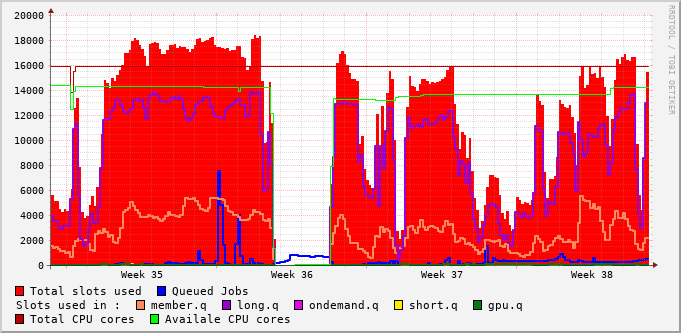 20000
18000
16000
14000
12000
10000
8000
6000
4000
2000
0
Week 35 Week 36 Week 37 Week 38
Total slots used Queued Jobs
Slots used in : member.q long.q ondemand.q short.q gpu.q
Total CPU cores Availale CPU cores
RRDTOOL / TOBI OETIKER